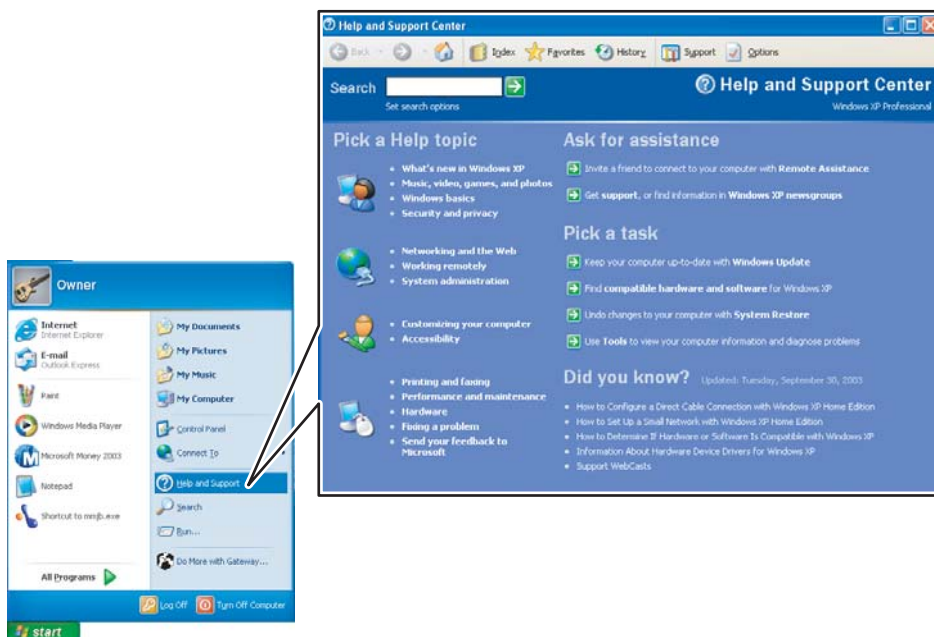 Help and Support Center
Back
Index
Favorites
History
Support
Options
Search
Set search options
Help and Support Center
Windows XP Professional
Pick a Help topic
What's new in Windows XP
Music, video, games, and photos
Windows basics
Security and privacy
Networking and the Web
Working remotely
System administration
Customizing your computer
Accessibility
Printing and faxing
Performance and maintenance
Hardware
Fixing a problem
Send your feedback to
Microsoft
Ask for assistance
Invite a friend to connect to your computer with Remote Assistance
Get support, or find information in Windows XP newsgroups
Pick a task
Keep your computer up-to-date with Windows Update
Find compatible hardware and software for Windows XP
Undo changes to your computer with System Restore
Use Tools to view your computer information and diagnose problems
Did you know? Updated: Tuesday, September 30, 2003
How to Configure a Direct Cable Connection with Windows XP Home Edition
How to Set Up a Small Network with Windows XP Home Edition
How to Determine If Hardware or Software Is Compatible with Windows XP
Information About Hardware Device Drivers for Windows XP
Support WebCasts
Owner
Internet
Internet Explorer
E-mail
Outlook Express
Paint
Windows Media Player
Microsoft Money 2003
Notepad
Shortcut to mmjb.exe
All Programs
My Documents
My Pictures
My Music
My Computer
Control Panel
Connect To
Help and Support
Search
Run...
Do More with Gateway...
Log Off
Turn Off Computer
start